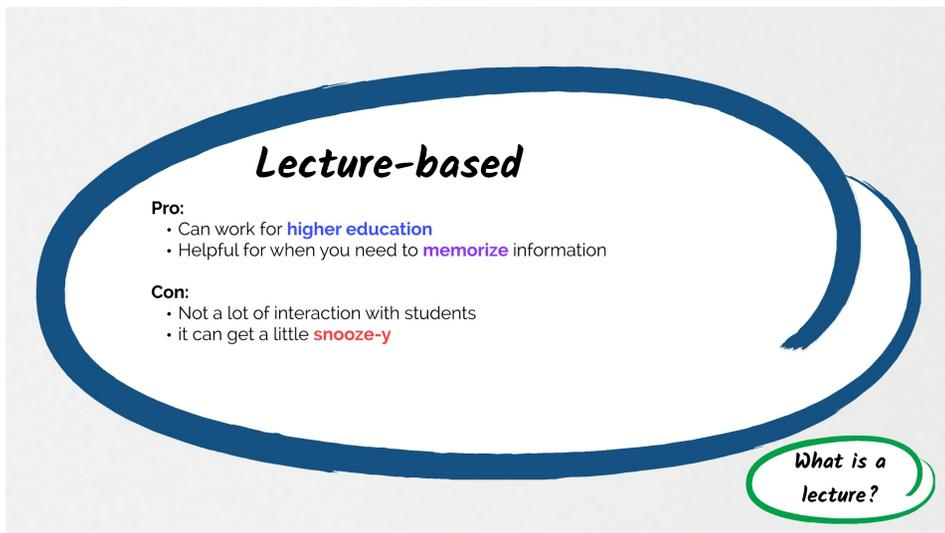 Lecture-based
Pro:
• Can work for higher education
• Helpful for when you need to memorize information
Con:
• Not a lot of interaction with students
• it can get a little snooze-y
What is a
lecture?